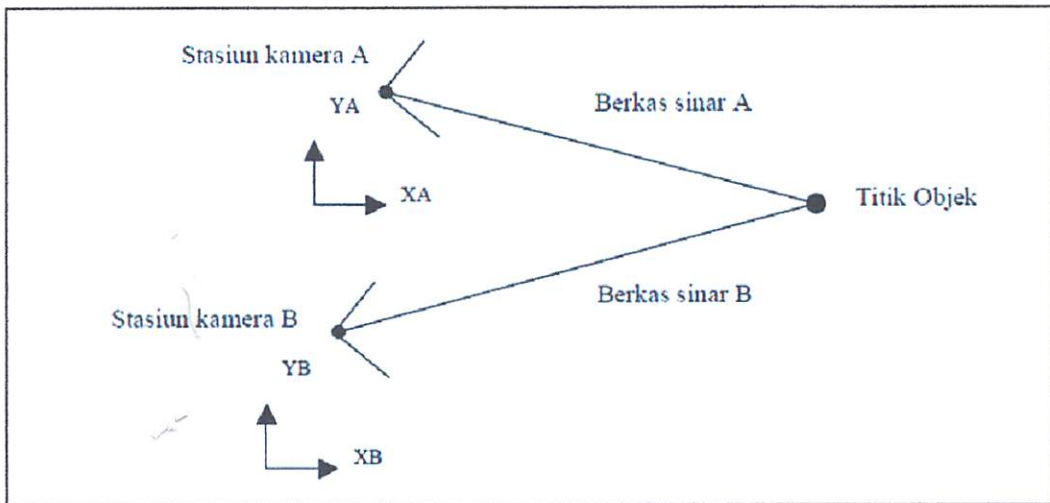 Stasiun kamera A
YA
Berkas sinar A
XA
Titik Objek
Berkas sinar B
Stasiun kamera B
YB
XB